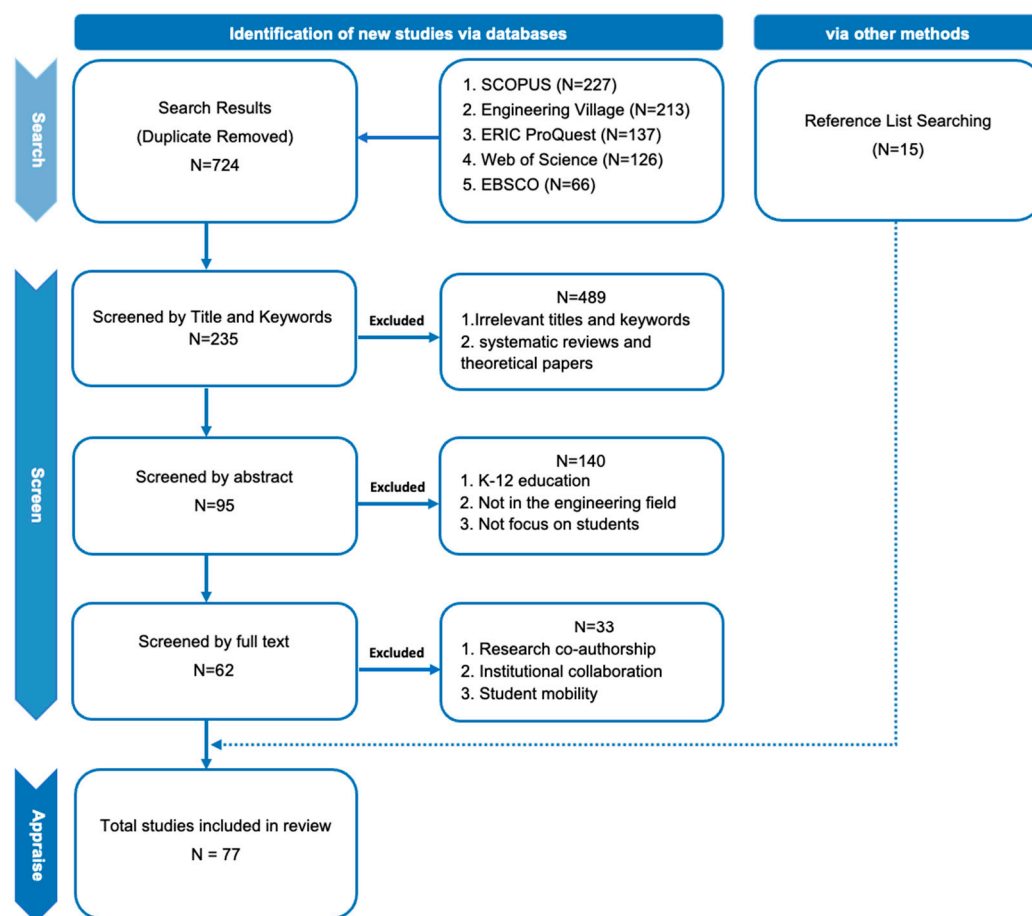 Identification of new studies via databases
via other methods
Search
Search Results
(Duplicate Removed)
N=724
1. SCOPUS (N=227)
2. Engineering Village (N=213)
3. ERIC ProQuest (N=137)
4. Web of Science (N=126)
5. EBSCO (N=66)
Reference List Searching
(N=15)
Screen
Screened by Title and Keywords
N=235
Excluded
N=489
1.Irrelevant titles and keywords
2. systematic reviews and
theoretical papers
Screened by abstract
N=95
Excluded
N=140
1. K-12 education
2. Not in the engineering field
3. Not focus on students
Screened by full text
N=62
Excluded
N=33
1. Research co-authorship
2. Institutional collaboration
3. Student mobility
Appraise
Total studies included in review
N = 77